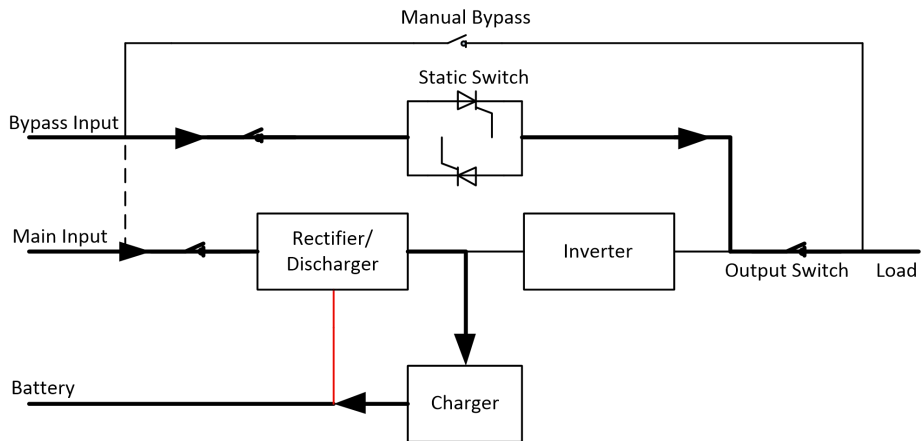 Manual Bypass
Static Switch
Bypass Input
Main Input
Rectifier/
Discharger
Inverter
Output Switch
Load
Battery
Charger